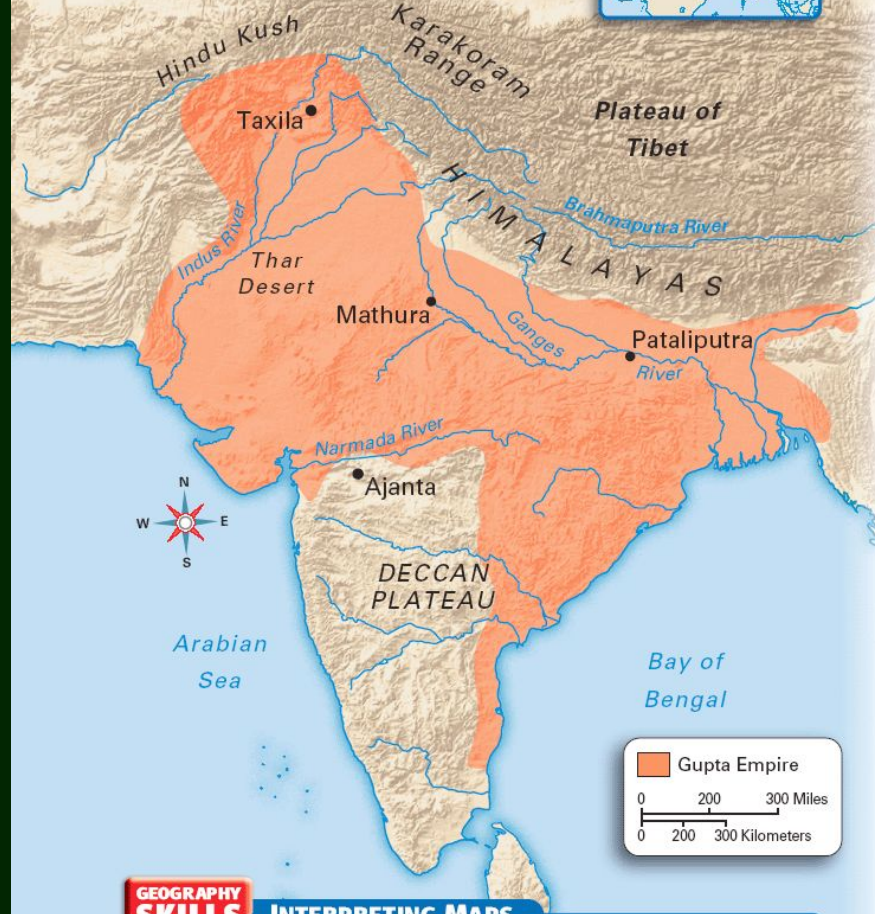 Hindu Kush
Karakoram
Range
Plateau of
Tibet
Taxila
HIMALAYAS
Brahmaputra River
Indus River
Thar
Desert
Mathura
Ganges
River
Pataliputra
Narmada River
Ajanta
N
W
E
S
DECCAN
PLATEAU
Arabian
Sea
Bay of
Bengal
Gupta Empire
0 200 300 Miles
0 200 300 Kilometers
GEOGRAPHY
SKILLS
INTERPRETING MAPS